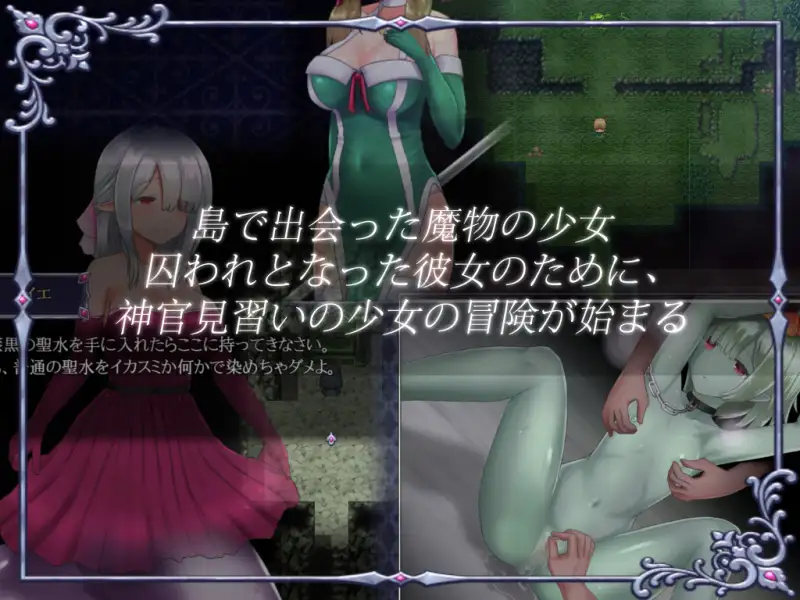 島で出会った魔物の少女
囚われとなった彼女のために、
神官見習いの少女の冒険が始まる
イエ
黒の聖水を手に入れたらここに持ってきなさい。
、普通の聖水をイカスミか何かで染めちゃダメよ。